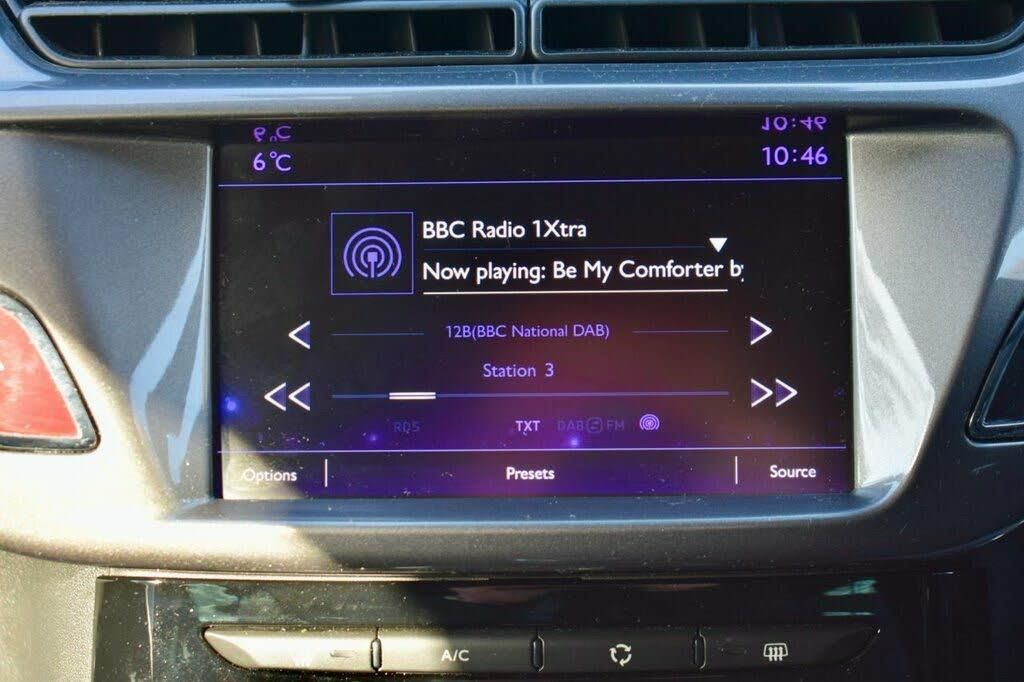 6°C
10:46
BBC Radio 1Xtra
Now playing: Be My Comforter by
12B(BBC National DAB)
Station 3
RDS
TXT
DAB FM
Options
Presets
Source
A/C